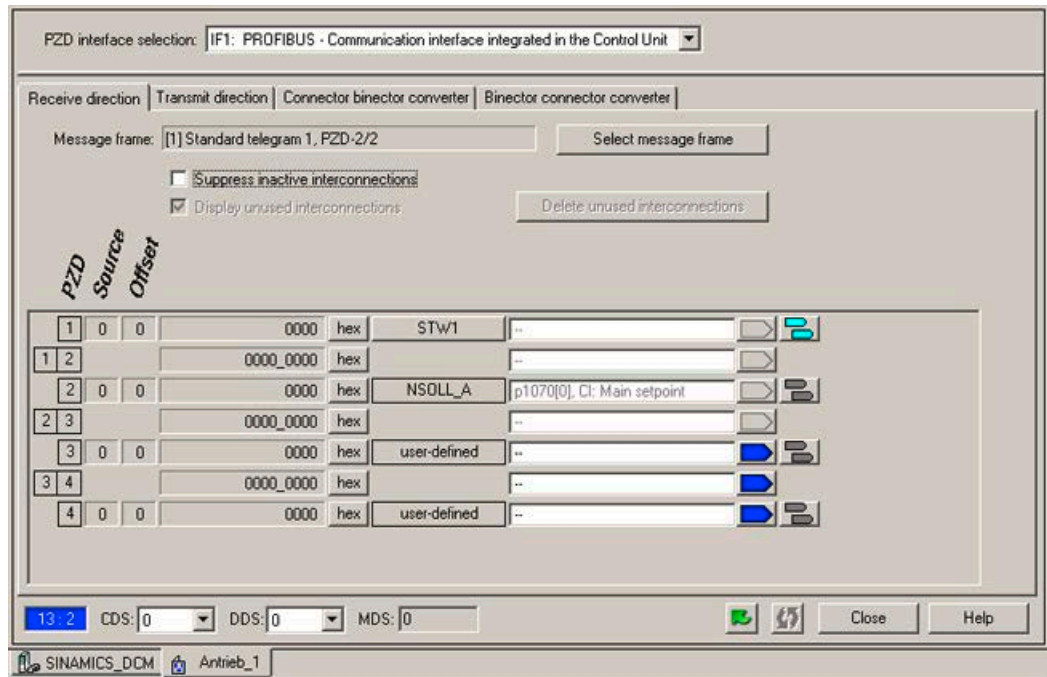 PZD interface selection: IF1: PROFIBUS - Communication interface integrated in the Control Unit
Receive direction Transmit direction Connector binector converter Binector connector converter
Message frame: [1] Standard telegram 1, PZD-2/2 Select message frame
Suppress inactive interconnections
Display unused interconnections Delete unused interconnections
PZD Source Offset
1 0 0 0000 hex STW1 --
1 2 0000_0000 hex --
2 0 0 0000 hex NSOLL_A p1070[0], CI: Main setpoint
2 3 0000_0000 hex --
3 0 0 0000 hex user-defined --
3 4 0000_0000 hex --
4 0 0 0000 hex user-defined --
13 : 2 CDS: 0 DDS: 0 MDS: 0 Close Help
SINAMICS_DCM Antrieb_1